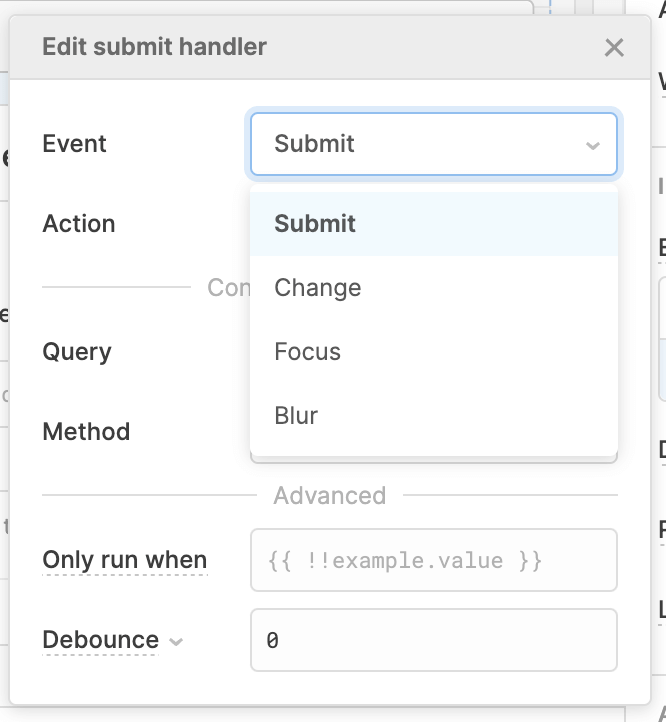 Edit submit handler
Event
Submit
Action
Submit
Con
Change
Query
Focus
Method
Blur
Advanced
Only run when
{{ !!example.value }}
Debounce
0